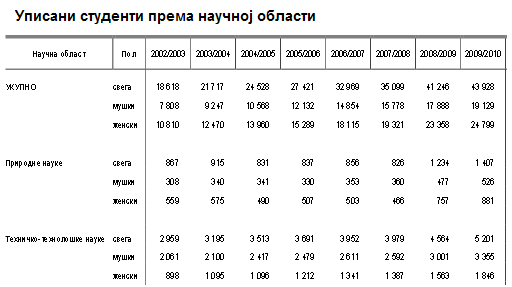 Уписани студенти према научној области
Научна област Пол 2002/2003 2003/2004 2004/2005 2005/2006 2006/2007 2007/2008 2008/2009 2009/2010
УКУПНО свега 18 618 21 717 24 528 27 421 32 969 35 099 41 246 43 928
мушки 7 808 9 247 10 568 12 132 14 854 15 778 17 888 19 129
женски 10 810 12 470 13 960 15 289 18 115 19 321 23 358 24 799
Природне науке свега 867 915 831 837 856 826 1 234 1 407
мушки 308 340 341 330 353 360 477 526
женски 559 575 490 507 503 466 757 881
Техничко-технолошке науке свега 2 959 3 195 3 513 3 691 3 952 3 979 4 564 5 201
мушки 2 061 2 100 2 417 2 479 2 611 2 592 3 001 3 355
женски 898 1 095 1 096 1 212 1 341 1 387 1 563 1 846